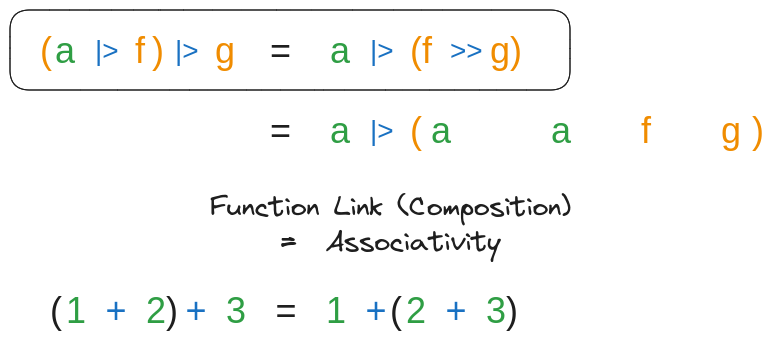 (a |> f) |> g = a |> (f >> g)
= a |> (a a f g)
Function Link (Composition)
= Associativity
(1 + 2) + 3 = 1 + (2 + 3)